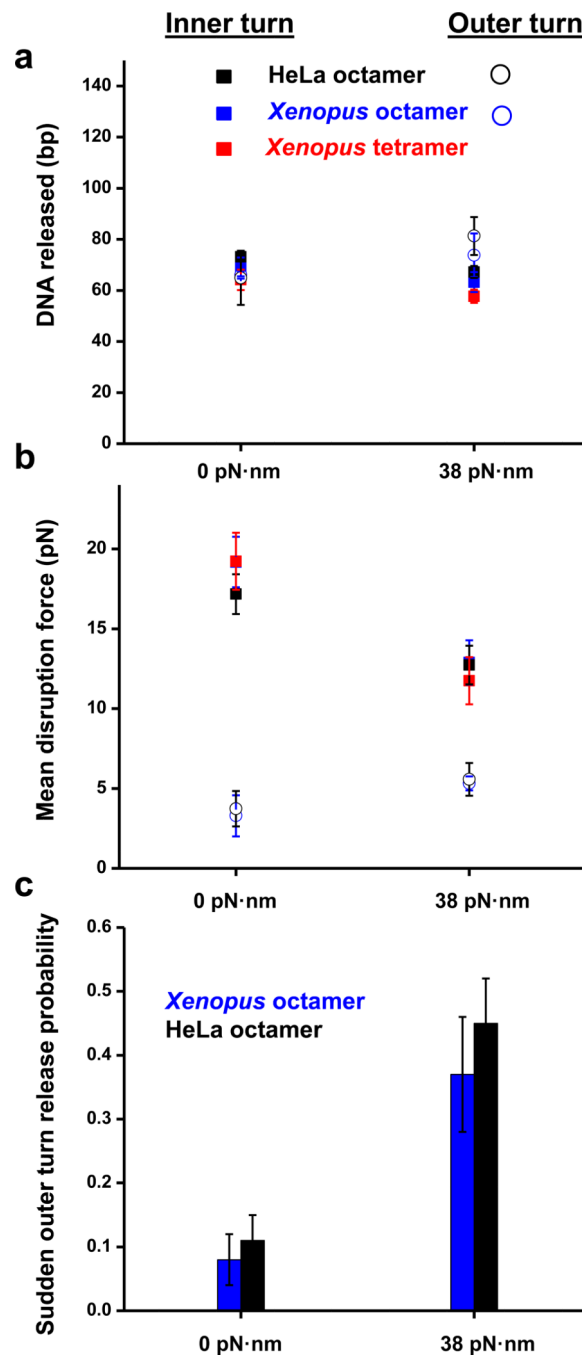 Inner turn Outer turn
a
HeLa octamer
Xenopus octamer
Xenopus tetramer
DNA released (bp)
140
120
100
80
60
40
20
0
0 pN·nm 38 pN·nm
b
Mean disruption force (pN)
20
15
10
5
0
0 pN·nm 38 pN·nm
c
Sudden outer turn release probability
0.6
0.5
0.4
0.3
0.2
0.1
0.0
Xenopus octamer
HeLa octamer
0 pN·nm 38 pN·nm